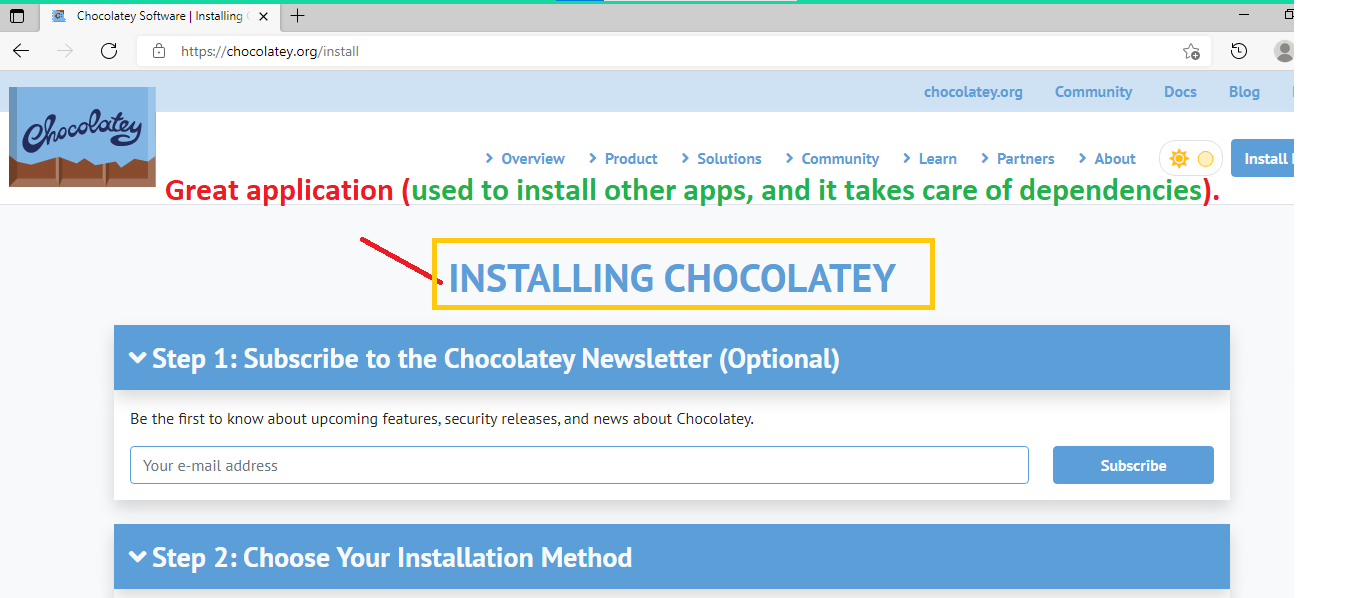 Chocolatey Software | Installing
https://chocolatey.org/install
chocolatey.org Community Docs Blog
Chocolatey
Overview Product Solutions Community Learn Partners About Install
Great application (used to install other apps, and it takes care of dependencies).
INSTALLING CHOCOLATEY
Step 1: Subscribe to the Chocolatey Newsletter (Optional)
Be the first to know about upcoming features, security releases, and news about Chocolatey.
Your e-mail address
Subscribe
Step 2: Choose Your Installation Method